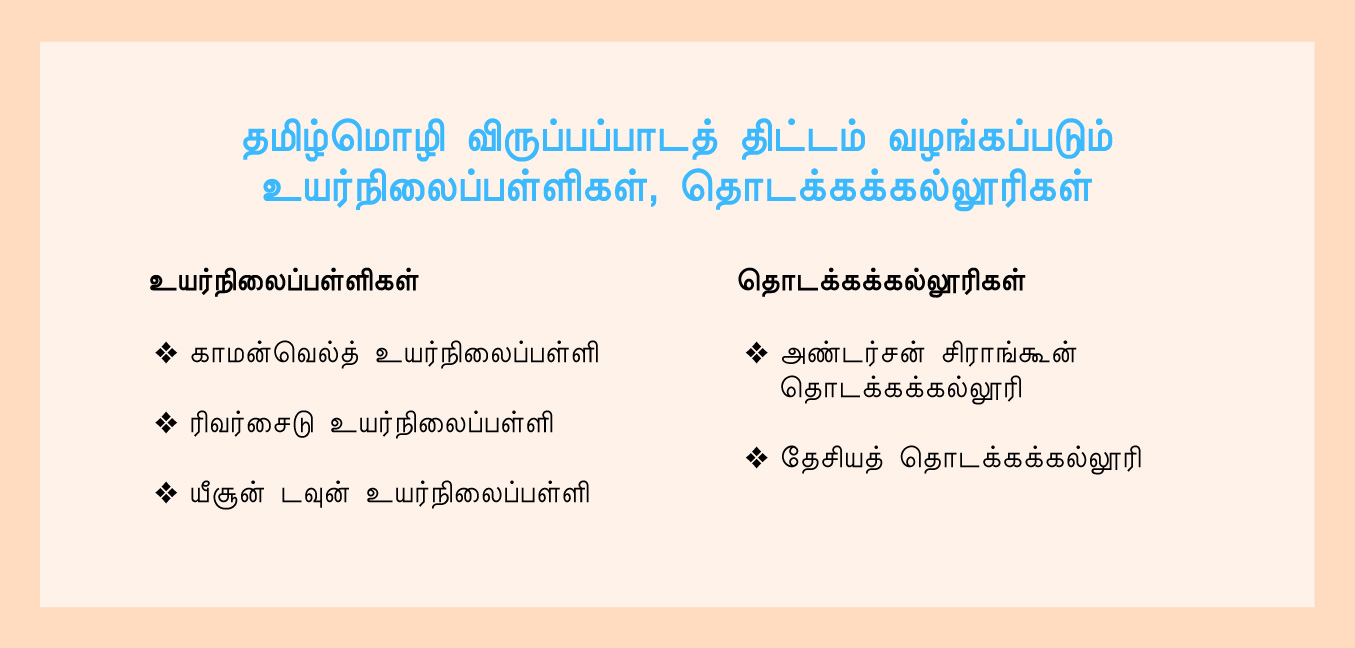 தமிழ்மொழி விருப்பப்பாடத் திட்டம் வழங்கப்படும்
உயர்நிலைப்பள்ளிகள், தொடக்கக்கல்லூரிகள்
உயர்நிலைப்பள்ளிகள்
❖ காமன்வெல்த் உயர்நிலைப்பள்ளி
❖ ரிவர்சைடு உயர்நிலைப்பள்ளி
❖ யீசூன் டவுன் உயர்நிலைப்பள்ளி
தொடக்கக்கல்லூரிகள்
❖ அண்டர்சன் சிராங்கூன்
தொடக்கக்கல்லூரி
❖ தேசியத் தொடக்கக்கல்லூரி